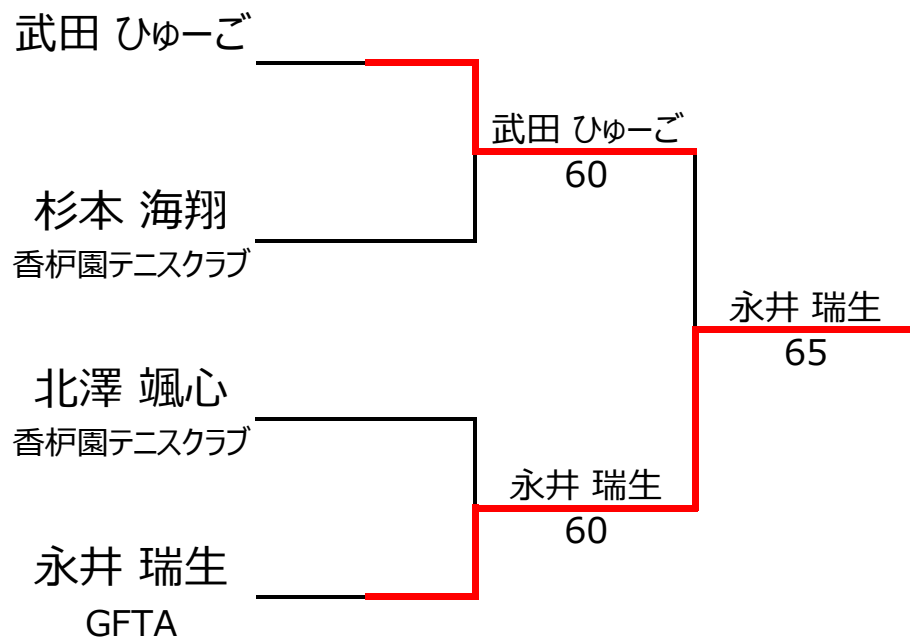 武田 ひゅーご
武田 ひゅーご
60
杉本 海翔
香枦園テニスクラブ
永井 瑞生
65
北澤 颯心
香枦園テニスクラブ
永井 瑞生
60
永井 瑞生
GFTA